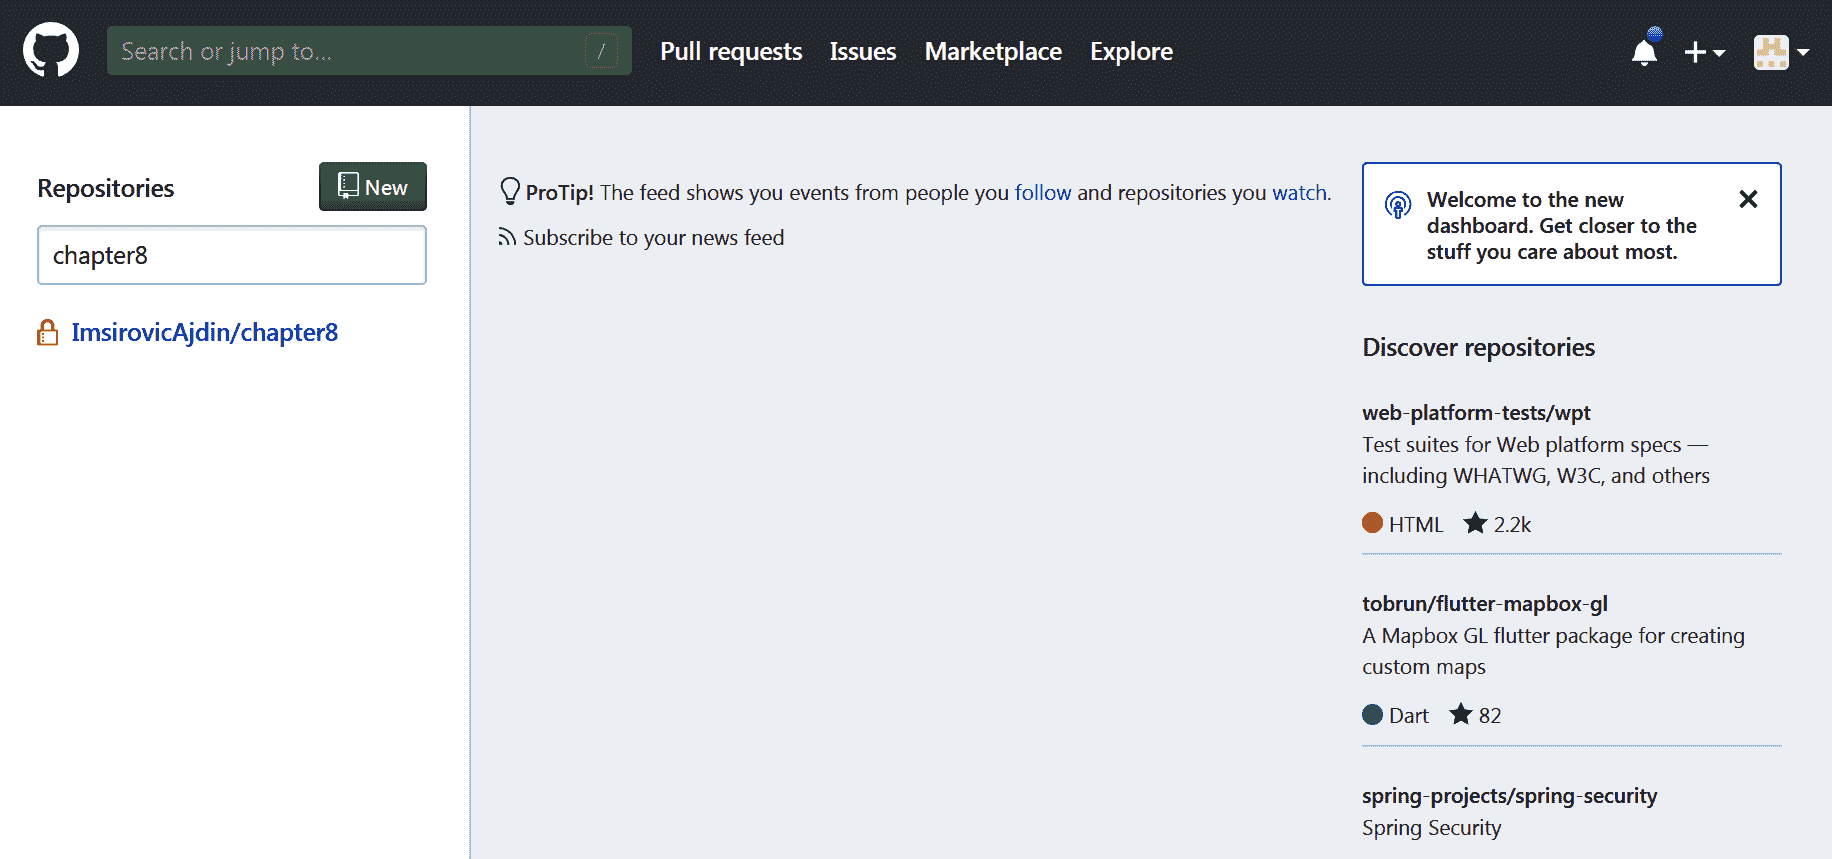 Search or jump to...
/
Pull requests
Issues
Marketplace
Explore
Repositories
New
chapter8
ImsirovicAjdin/chapter8
ProTip! The feed shows you events from people you follow and repositories you watch.
Subscribe to your news feed
Welcome to the new
dashboard. Get closer to the
stuff you care about most.
Discover repositories
web-platform-tests/wpt
Test suites for Web platform specs —
including WHATWG, W3C, and others
HTML 2.2k
tobrun/flutter-mapbox-gl
A Mapbox GL flutter package for creating
custom maps
Dart 82
spring-projects/spring-security
Spring Security